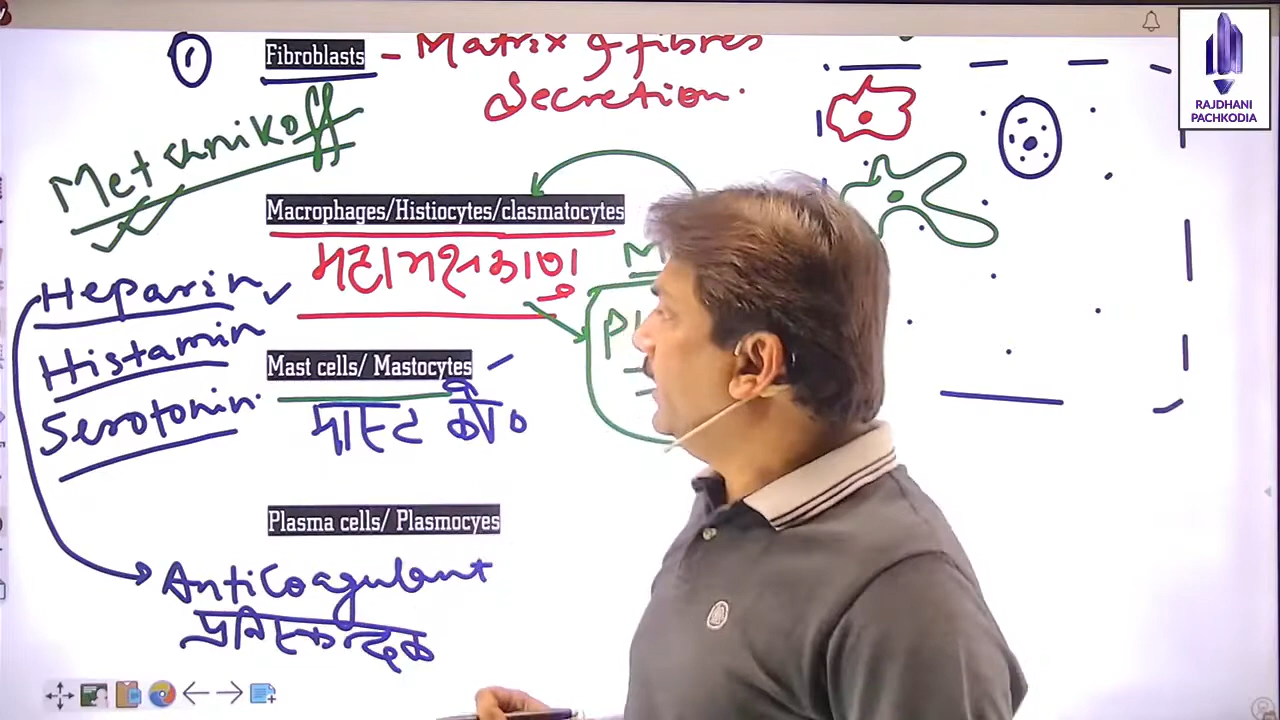 ①
Fibroblasts - Matrix & fibres
secretion.
Metchnikoff
Macrophages/Histiocytes/clasmatocytes
महाभक्षकाणु
Heparin
Histamin
Serotonin
Mast cells/ Mastocytes
मास्ट कोष०
Plasma cells/ Plasmocyes
Anticoagulant
प्रतिस्कन्दक
RAJDHANI
PACHKODIA